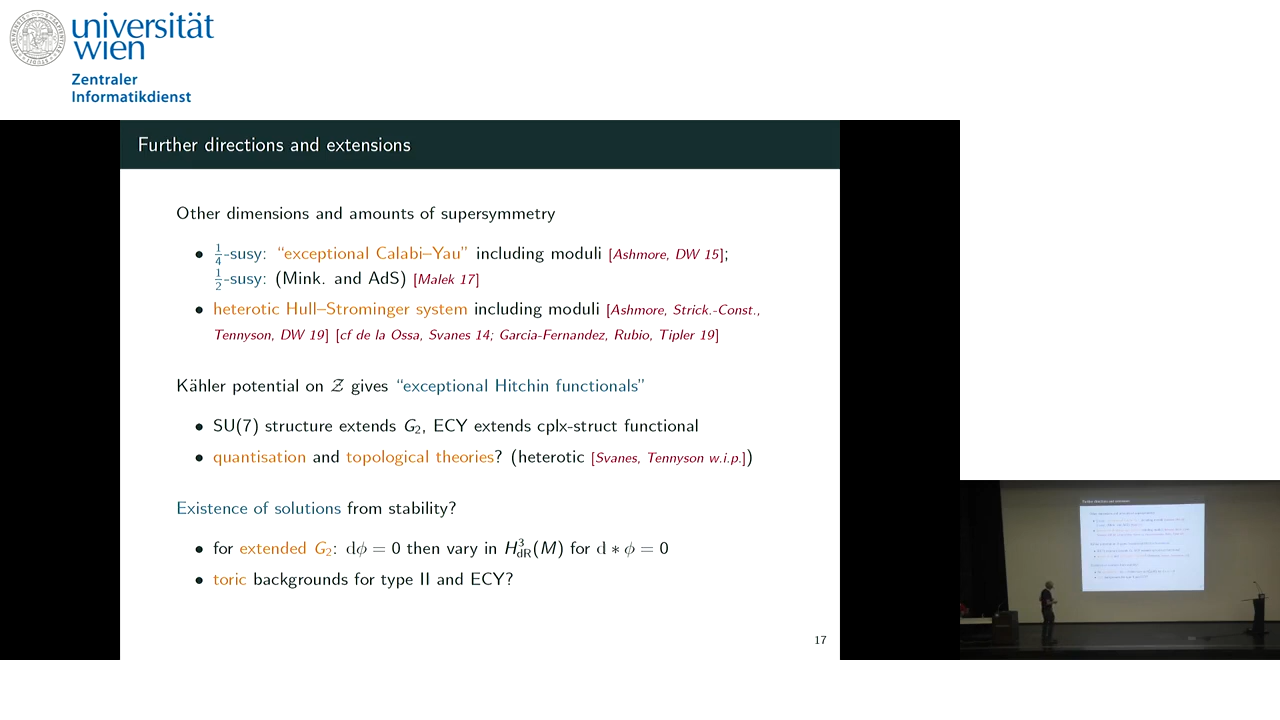 universität
wien
Zentraler
Informatikdienst
Further directions and extensions
Other dimensions and amounts of supersymmetry
• 1/4-susy: “exceptional Calabi–Yau” including moduli [Ashmore, DW 15];
1/2-susy: (Mink. and AdS) [Malek 17]
• heterotic Hull–Strominger system including moduli [Ashmore, Strick.-Const.,
Tennyson, DW 19] [cf de la Ossa, Svanes 14; Garcia-Fernandez, Rubio, Tipler 19]
Kähler potential on 𝒵 gives “exceptional Hitchin functionals”
• SU(7) structure extends G₂, ECY extends cplx-struct functional
• quantisation and topological theories? (heterotic [Svanes, Tennyson w.i.p.])
Existence of solutions from stability?
• for extended G₂: dϕ = 0 then vary in H³_dR(M) for d ∗ ϕ = 0
• toric backgrounds for type II and ECY?
17